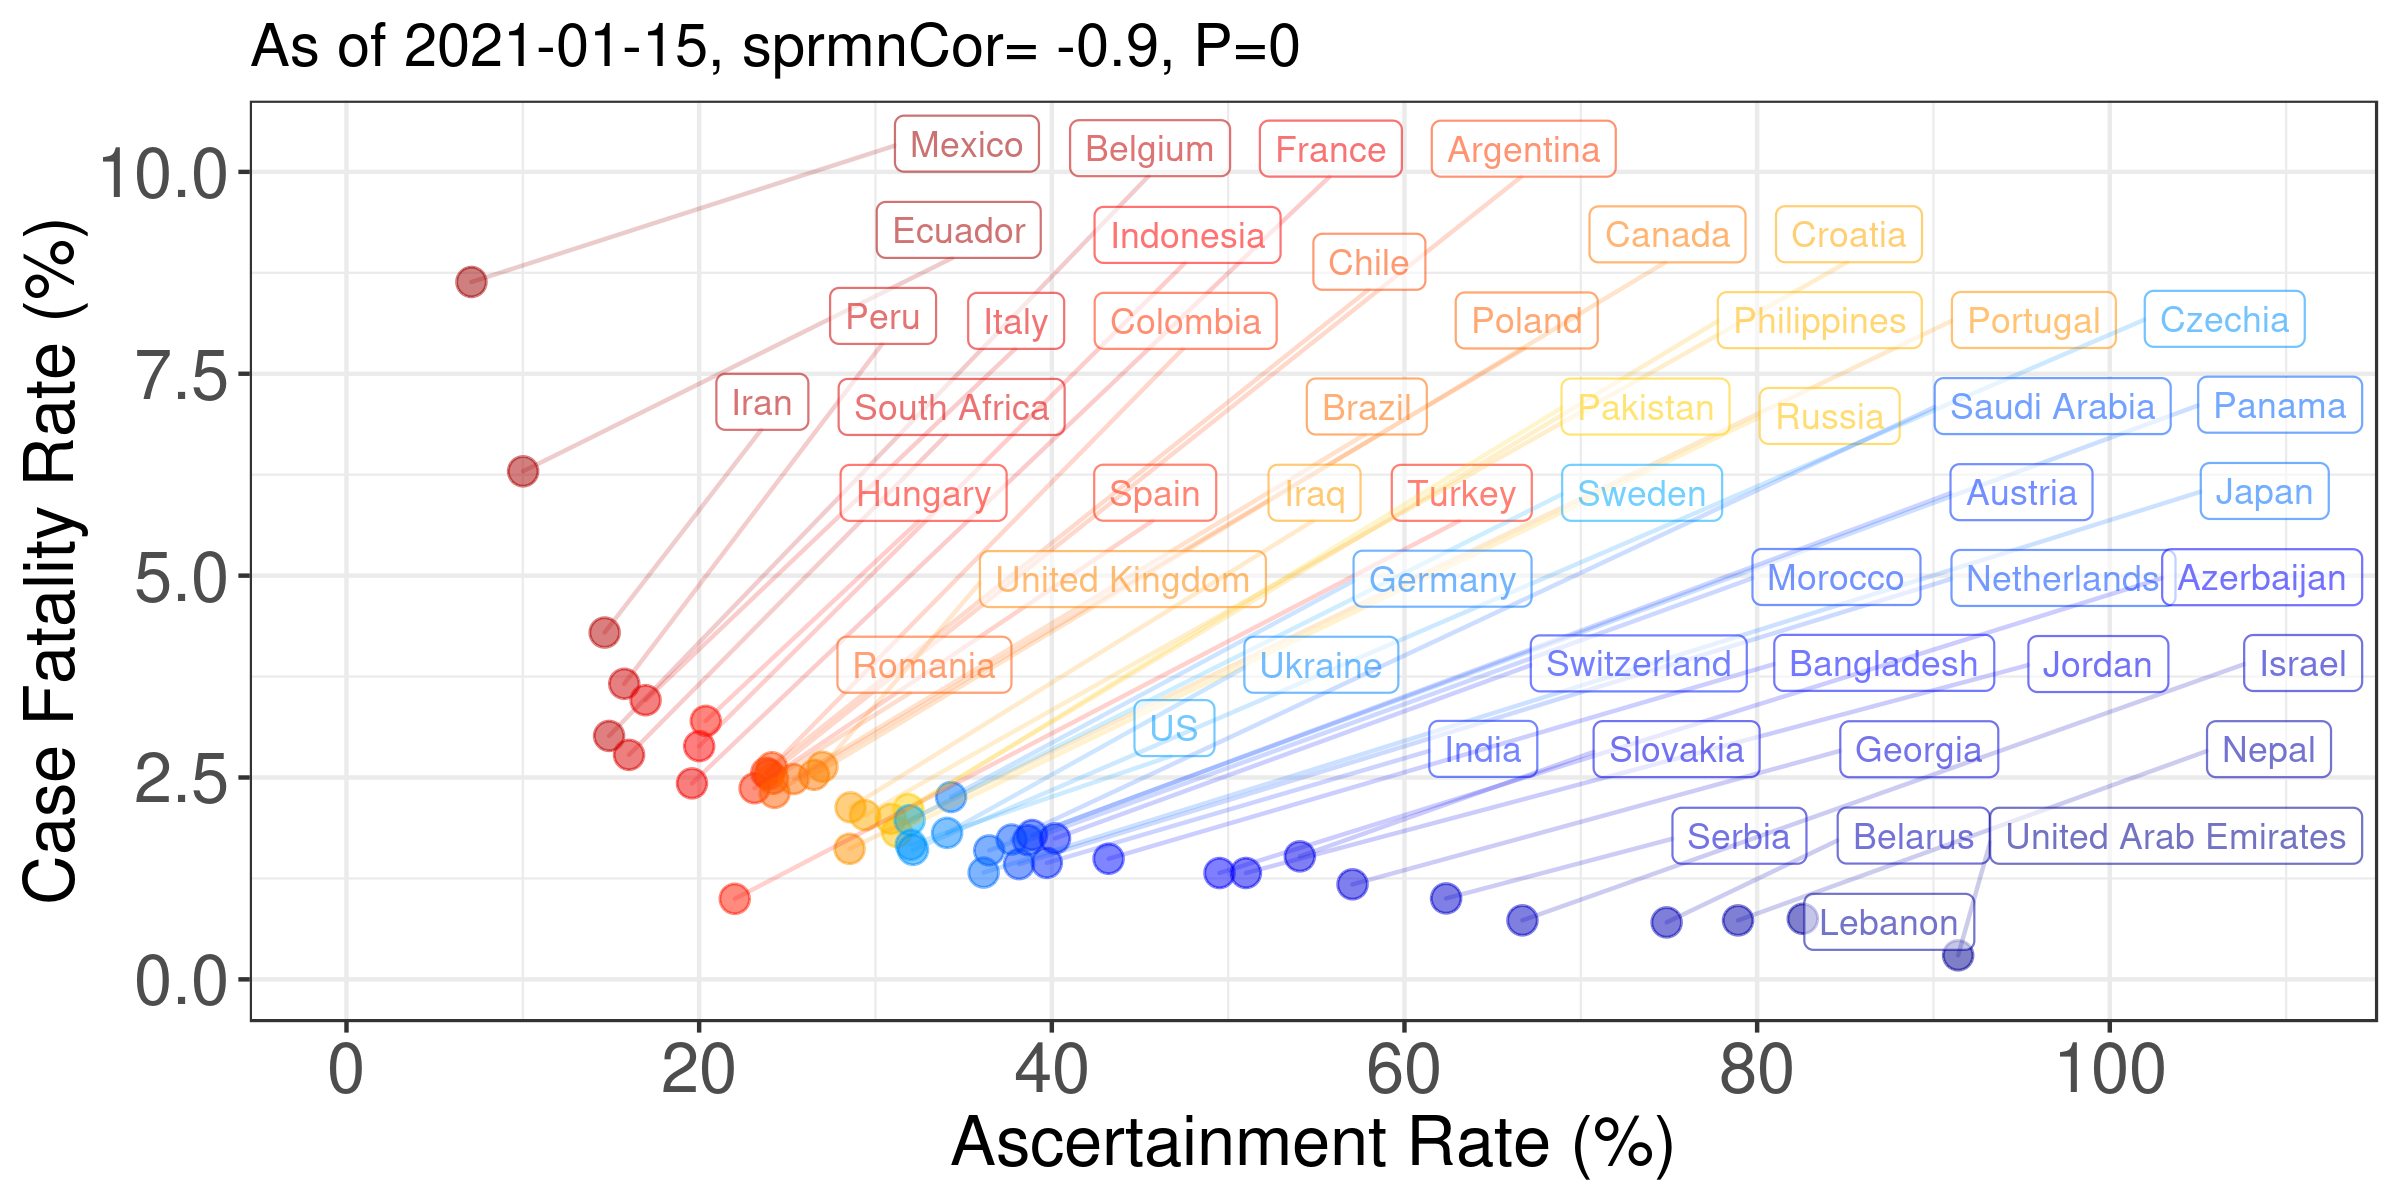 As of 2021-01-15, sprmnCor= -0.9, P=0
Case Fatality Rate (%)
10.0
7.5
5.0
2.5
0.0
Mexico
Belgium
France
Argentina
Ecuador
Indonesia
Chile
Canada
Croatia
Peru
Italy
Colombia
Poland
Philippines
Portugal
Czechia
Iran
South Africa
Brazil
Pakistan
Russia
Saudi Arabia
Panama
Hungary
Spain
Iraq
Turkey
Sweden
Austria
Japan
United Kingdom
Germany
Morocco
Netherlands
Azerbaijan
Romania
Ukraine
Switzerland
Bangladesh
Jordan
Israel
US
India
Slovakia
Georgia
Nepal
Serbia
Belarus
United Arab Emirates
Lebanon
0
20
40
60
80
100
Ascertainment Rate (%)